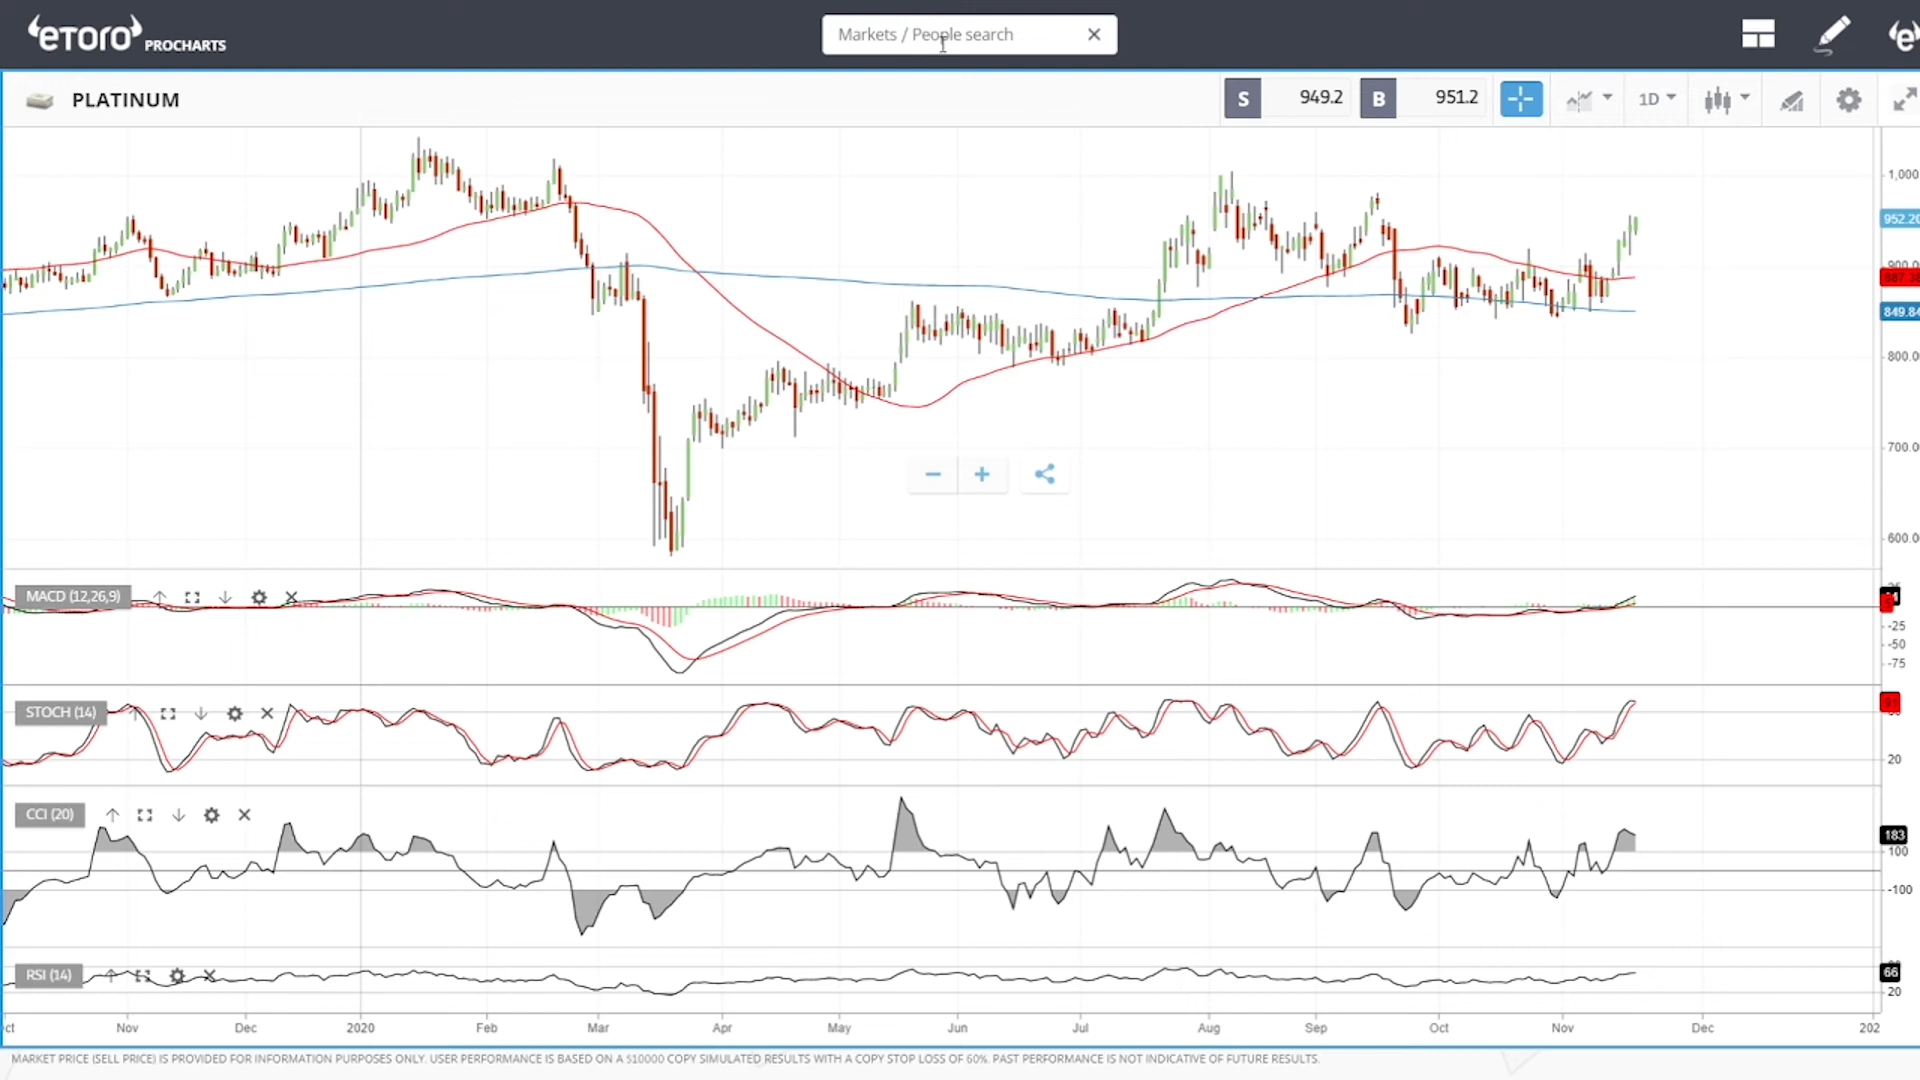 eToro PROCHARTS
Markets / People search
PLATINUM
S 949.2 B 951.2 1D
1,000
952.20
900.0
887.38
849.84
800.0
700.0
600.0
MACD (12,26,9)
-25
-50
-75
STOCH (14)
91
20
CCI (20)
183
100
-100
RSI (14)
66
20
Nov Dec 2020 Feb Mar Apr May Jun Jul Aug Sep Oct Nov Dec 202
MARKET PRICE (SELL PRICE) IS PROVIDED FOR INFORMATION PURPOSES ONLY. USER PERFORMANCE IS BASED ON A $10000 COPY SIMULATED RESULTS WITH A COPY STOP LOSS OF 60%. PAST PERFORMANCE IS NOT INDICATIVE OF FUTURE RESULTS.